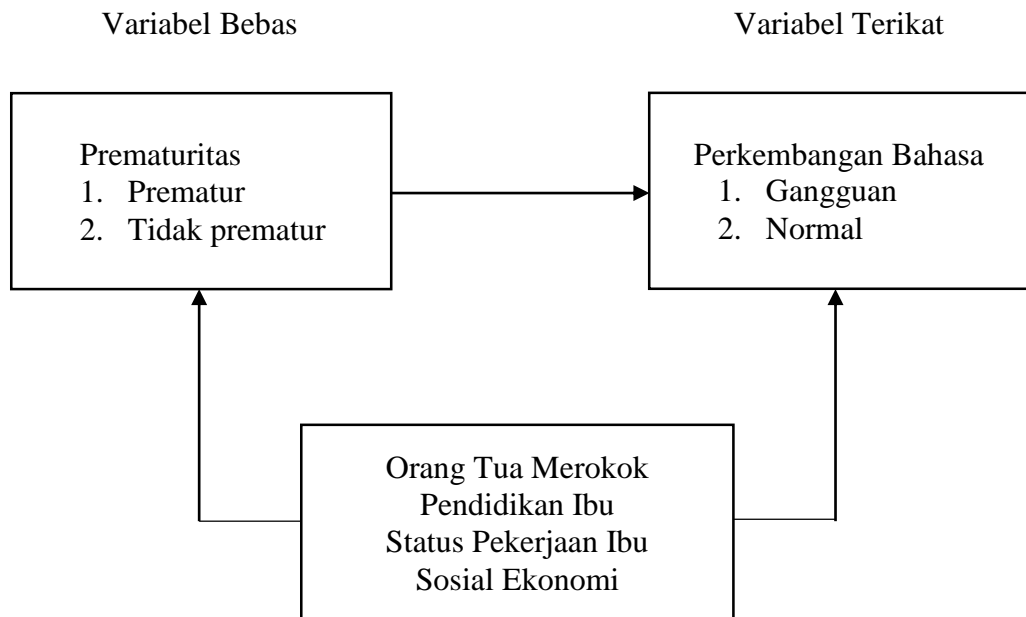 Variabel Bebas
Variabel Terikat
Prematuritas
1. Prematur
2. Tidak prematur
Perkembangan Bahasa
1. Gangguan
2. Normal
Orang Tua Merokok
Pendidikan Ibu
Status Pekerjaan Ibu
Sosial Ekonomi